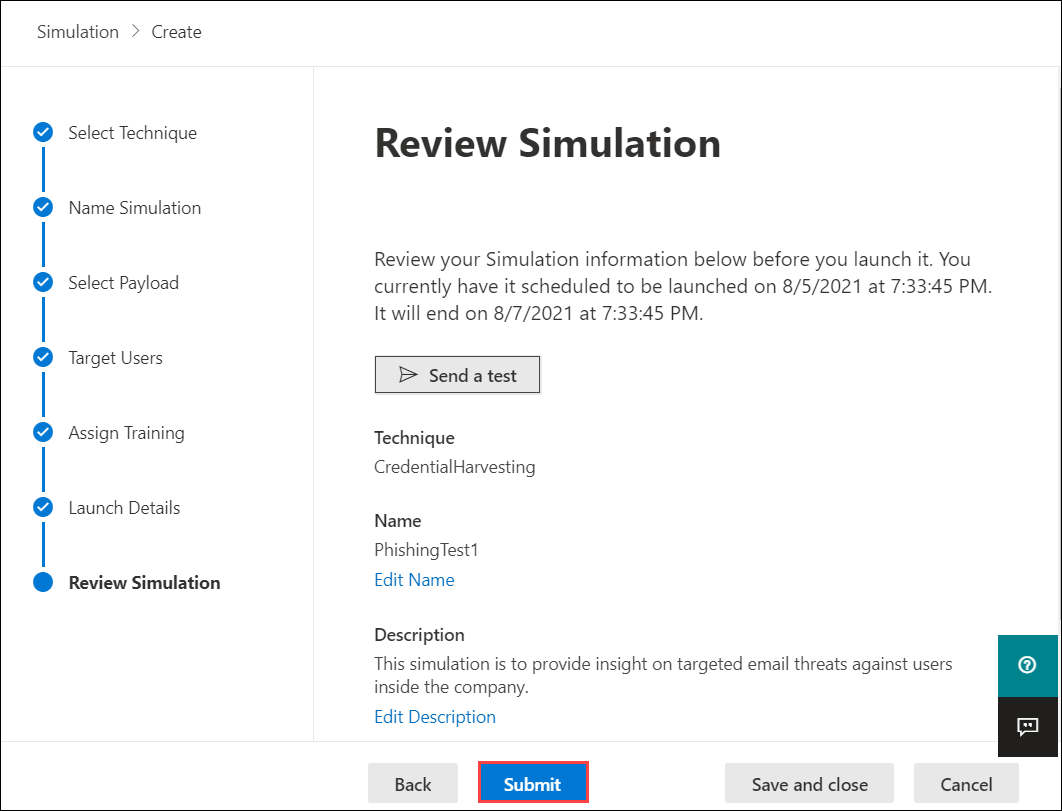 Simulation > Create
Select Technique
Name Simulation
Select Payload
Target Users
Assign Training
Launch Details
Review Simulation
Review Simulation
Review your Simulation information below before you launch it. You
currently have it scheduled to be launched on 8/5/2021 at 7:33:45 PM.
It will end on 8/7/2021 at 7:33:45 PM.
Send a test
Technique
CredentialHarvesting
Name
PhishingTest1
Edit Name
Description
This simulation is to provide insight on targeted email threats against users
inside the company.
Edit Description
Back
Submit
Save and close
Cancel